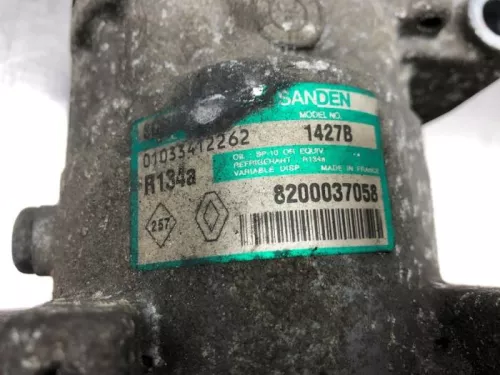 SANDEN
MODEL NO.
01033412262 1427B
OIL : SP-10 OR EQUIV.
REFRIGERANT : R134a
VARIABLE DISP. MADE IN FRANCE
R134a
8200037058
257